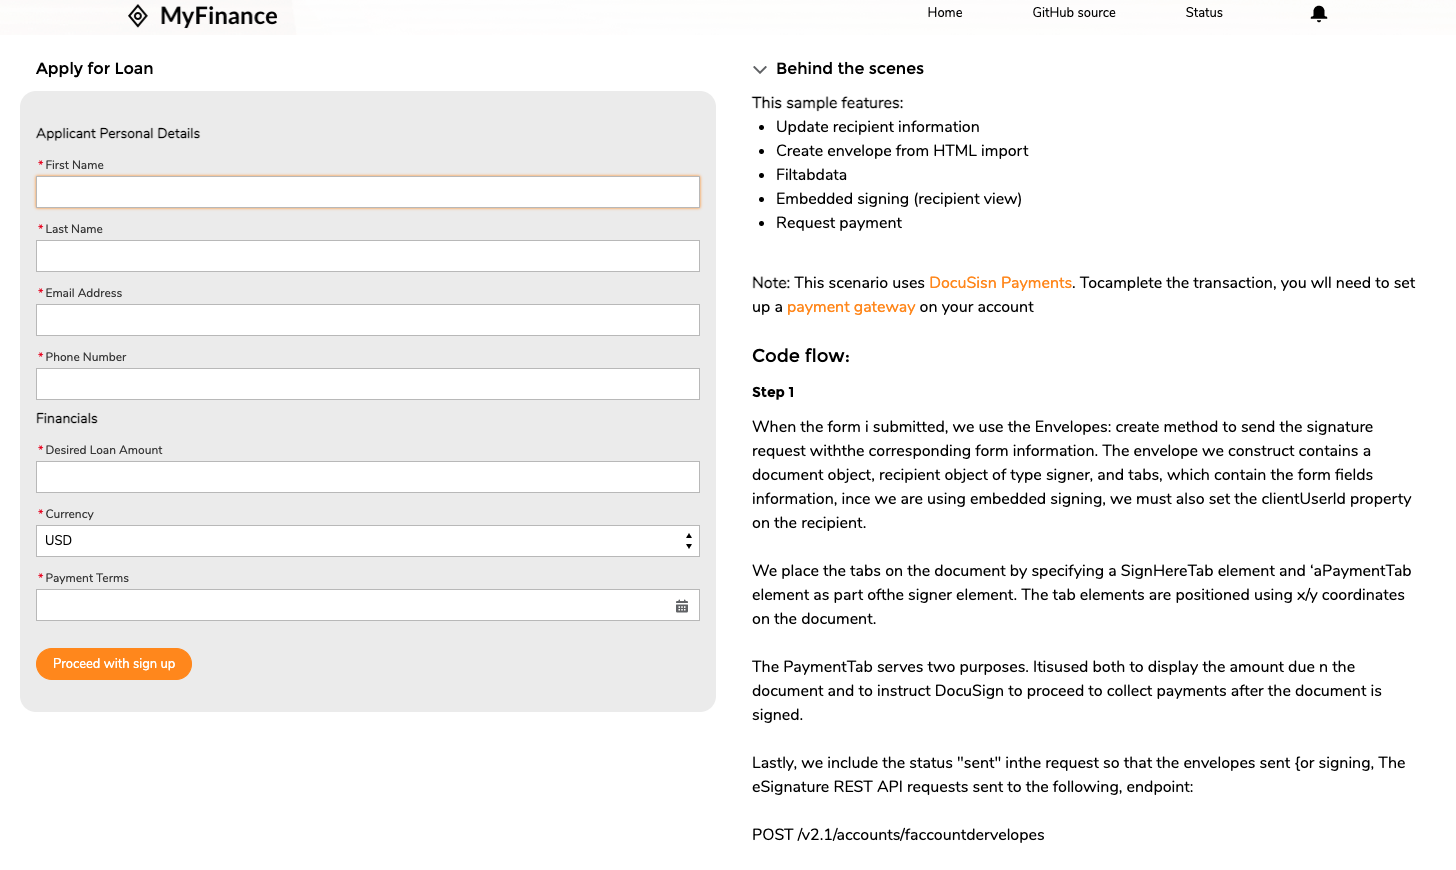 MyFinance
Home
GitHub source
Status
Apply for Loan
Applicant Personal Details
* First Name
* Last Name
* Email Address
* Phone Number
Financials
* Desired Loan Amount
* Currency
USD
* Payment Terms
Proceed with sign up
Behind the scenes
This sample features:
• Update recipient information
• Create envelope from HTML import
• Filtabdata
• Embedded signing (recipient view)
• Request payment
Note: This scenario uses DocuSisn Payments. Tocamplete the transaction, you wll need to set
up a payment gateway on your account
Code flow:
Step 1
When the form i submitted, we use the Envelopes: create method to send the signature
request withthe corresponding form information. The envelope we construct contains a
document object, recipient object of type signer, and tabs, which contain the form fields
information, ince we are using embedded signing, we must also set the clientUserld property
on the recipient.
We place the tabs on the document by specifying a SignHereTab element and ‘aPaymentTab
element as part ofthe signer element. The tab elements are positioned using x/y coordinates
on the document.
The PaymentTab serves two purposes. Itisused both to display the amount due n the
document and to instruct DocuSign to proceed to collect payments after the document is
signed.
Lastly, we include the status "sent" inthe request so that the envelopes sent {or signing, The
eSignature REST API requests sent to the following, endpoint:
POST /v2.1/accounts/faccountdervelopes